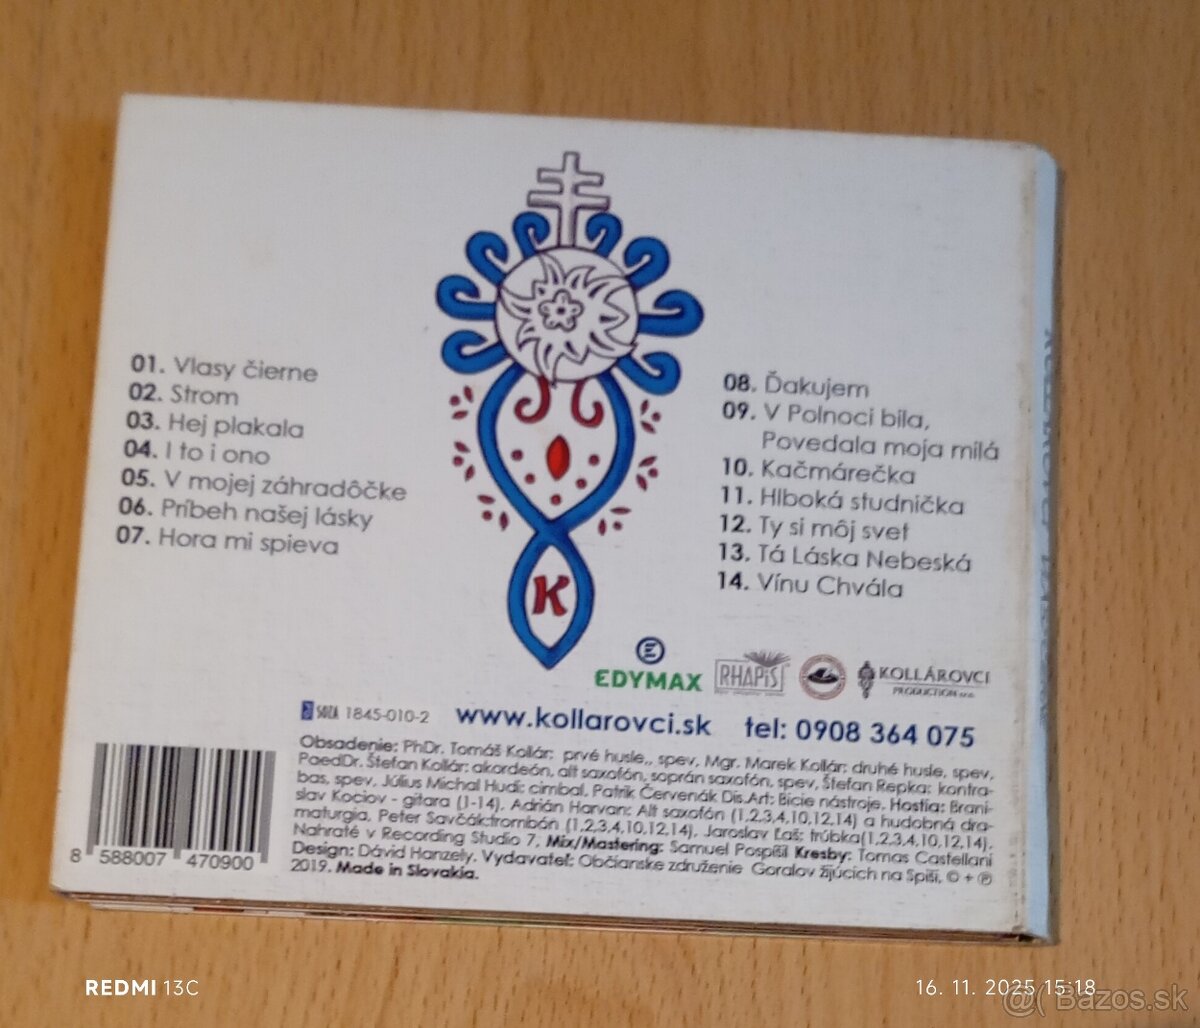 01. Vlasy čierne
02. Strom
03. Hej plakala
04. I to i ono
05. V mojej záhradôčke
06. Príbeh našej lásky
07. Hora mi spieva
08. Ďakujem
09. V Polnoci bila,
Povedala moja milá
10. Kačmárečka
11. Hlboká studnička
12. Ty si môj svet
13. Tá Láska Nebeská
14. Vínu Chvála
K
EDYMAX
RHAPIS
KOLLÁROVCI
PRODUCTION s.r.o.
SOZA 1845-010-2 www.kollarovci.sk tel: 0908 364 075
Obsadenie: PhDr. Tomáš Kollár: prvé husle,, spev, Mgr. Marek Kollár: druhé husle, spev,
PaedDr. Štefan Kollár: akordeón, alt saxofón, soprán saxofón, spev, Štefan Repka: kontra-
bas, spev, Július Michal Hudi: cimbal, Patrik Červenák Dis.Art: Bicie nástroje. Hostia: Brani-
slav Kociov - gitara (1-14), Adrián Harvan: Alt saxofón (1,2,3,4,10,12,14) a hudobná dra-
maturgia, Peter Savčák:trombón (1,2,3,4,10,12,14), Jaroslav Ľaš: trúbka(1,2,3,4,10,12,14).
Nahraté v Recording Studio 7, Mix/Mastering: Samuel Pospíšil Kresby: Tomas Castellani
Design: Dávid Hanzely. Vydavateľ: Občianske združenie Goralov žijúcich na Spiši, © + ℗
2019. Made in Slovakia.
8 588007 470900
REDMI 13C
16. 11. 2025 15:18
@( Bazos.sk